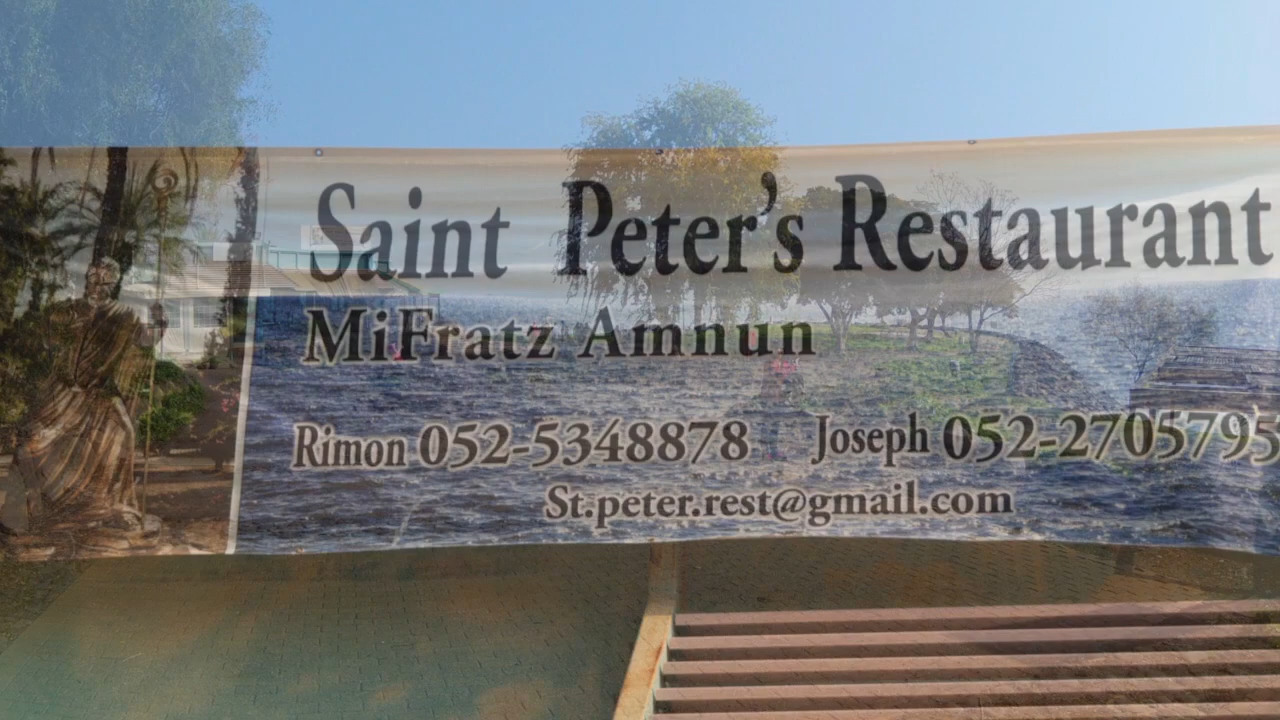 Saint Peter's Restaurant
MiFratz Amnun
Rimon 052-5348878 Joseph 052-2705795
St.peter.rest@gmail.com